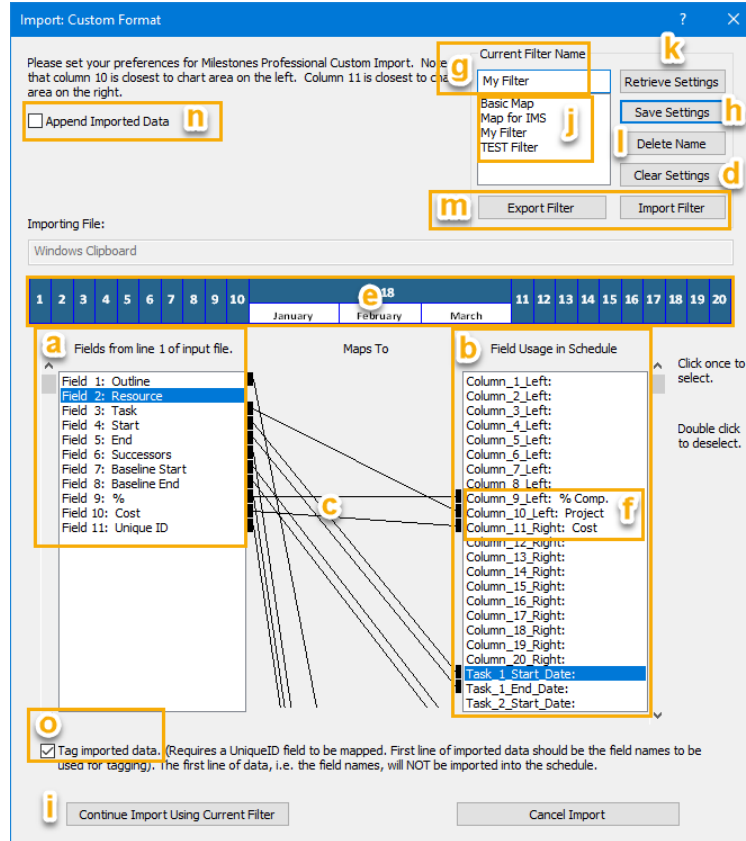 Import: Custom Format
?
×
k
Please set your preferences for Milestones Professional Custom Import. Note
that column 10 is closest to chart area on the left. Column 11 is closest to
area on the right.
n
Append Imported Data
Current Filter Name
g
My Filter
Basic Map
Map for IMS
My Filter
TEST Filter
j
Retrieve Settings
Save Settings
h
l
Delete Name
Clear Settings
d
m
Export Filter
Import Filter
Importing File:
Windows Clipboard
1 2 3 4 5 6 7 8 9 10
e 18
January February March
11 12 13 14 15 16 17 18 19 20
a
Fields from line 1 of input file.
Maps To
b
Field Usage in Schedule
Field 1: Outline
Field 2: Resource
Field 3: Task
Field 4: Start
Field 5: End
Field 6: Successors
Field 7: Baseline Start
Field 8: Baseline End
Field 9: %
Field 10: Cost
Field 11: Unique ID
c
Column_1_Left:
Column_2_Left:
Column_3_Left:
Column_4_Left:
Column_5_Left:
Column_6_Left:
Column_7_Left:
Column_8_Left:
Column_9_Left: % Comp.
Column_10_Left: Project
Column_11_Right: Cost
f
Column_12_Right:
Column_13_Right:
Column_14_Right:
Column_15_Right:
Column_16_Right:
Column_17_Right:
Column_18_Right:
Column_19_Right:
Column_20_Right:
Task_1_Start_Date:
Task_1_End_Date:
Task_2_Start_Date:
Click once to
select.
Double click
to deselect.
o
Tag imported data. (Requires a UniqueID field to be mapped. First line of imported data should be the field names to be
used for tagging). The first line of data, i.e. the field names, will NOT be imported into the schedule.
i
Continue Import Using Current Filter
Cancel Import